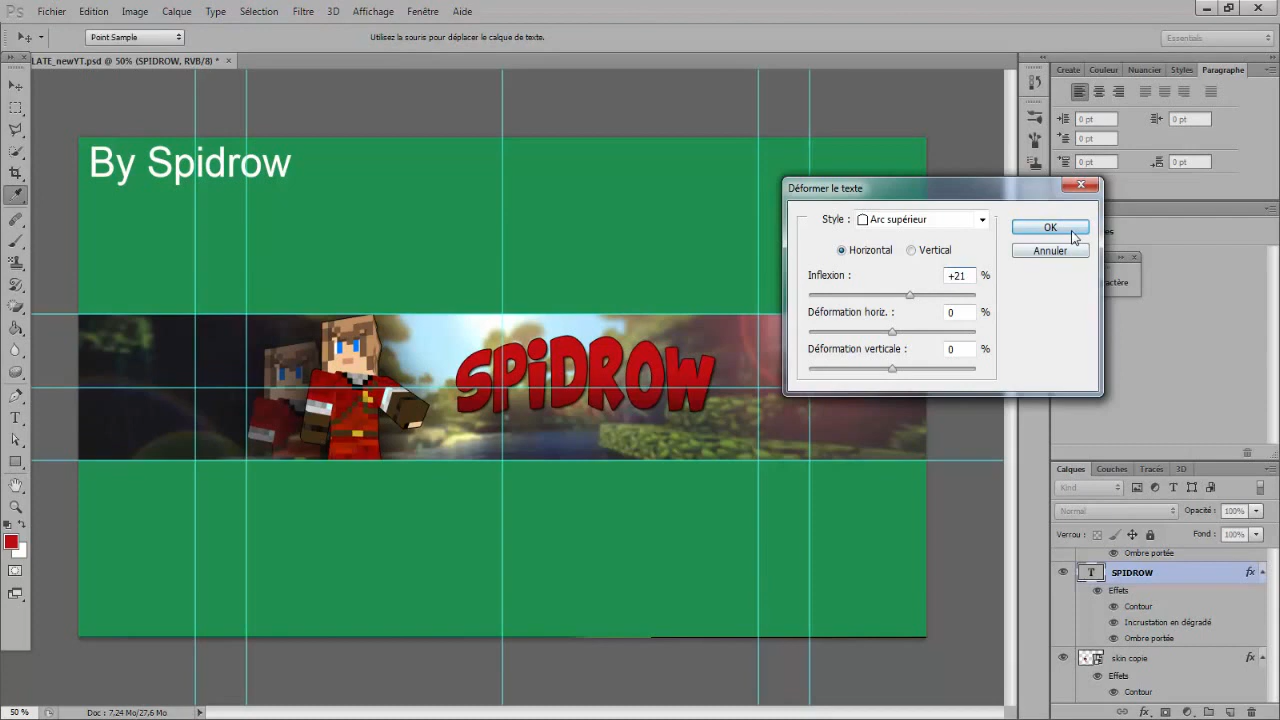 Ps Fichier Edition Image Calque Type Sélection Filtre 3D Affichage Fenêtre Aide
Point Sample Utilisez la souris pour déplacer le calque de texte. Essentials
LATE_newYT.psd @ 50% (SPIDROW, RVB/8) *
Create Couleur Nuancier Styles Paragraphe
0 pt 0 pt
0 pt
0 pt 0 pt
By Spidrow
Déformer le texte
Style : Arc supérieur OK
Horizontal Vertical Annuler
Inflexion : +21 %
Déformation horiz. : 0 %
Déformation verticale : 0 %
SPiDROW
Calques Couches Tracés 3D
Kind
Normal Opacité : 100%
Verrou : Fond : 100%
Ombre portée
T SPIDROW fx
Effets
Contour
Incrustation en dégradé
Ombre portée
skin copie fx
Effets
Contour
50 % Doc : 7,24 Mo/27,6 Mo